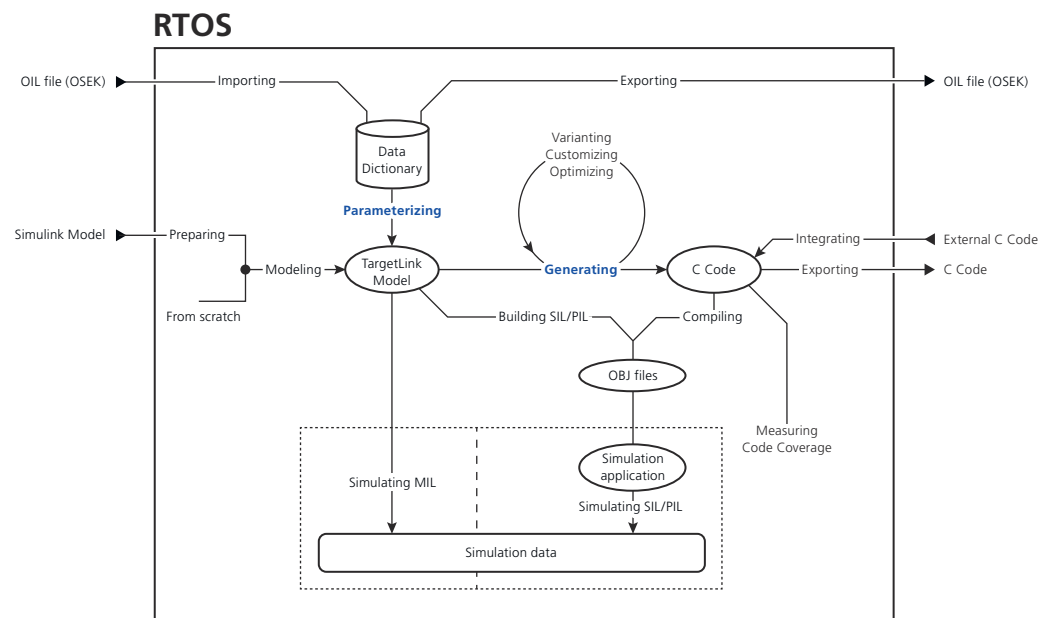 RTOS
OIL file (OSEK)
Importing
Exporting
OIL file (OSEK)
Data
Dictionary
Varianting
Customizing
Optimizing
Parameterizing
Simulink Model
Preparing
Integrating
External C Code
Modeling
TargetLink
Model
Generating
C Code
Exporting
C Code
From scratch
Building SIL/PIL
Compiling
OBJ files
Measuring
Code Coverage
Simulation
application
Simulating MIL
Simulating SIL/PIL
Simulation data